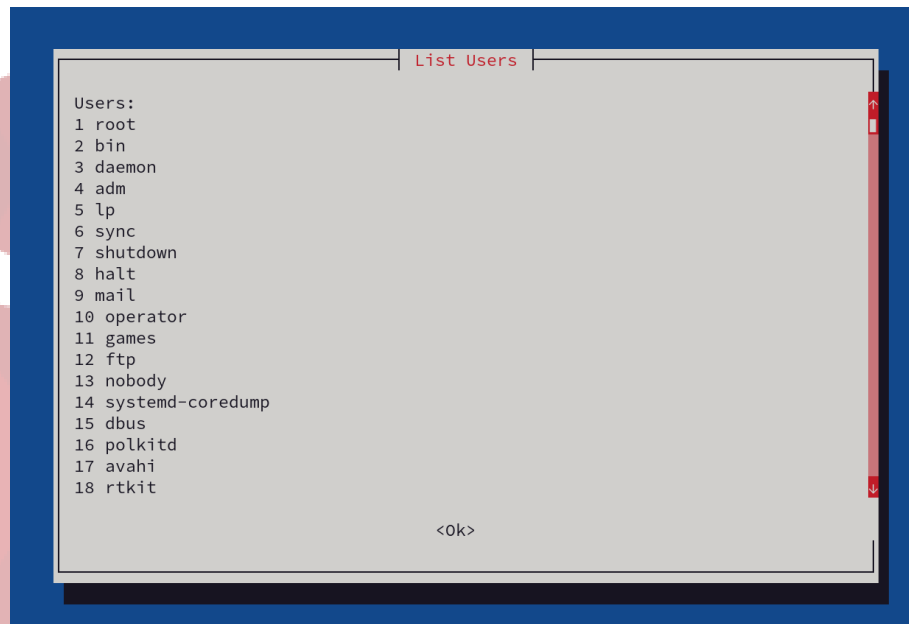 List Users
Users:
1 root
2 bin
3 daemon
4 adm
5 lp
6 sync
7 shutdown
8 halt
9 mail
10 operator
11 games
12 ftp
13 nobody
14 systemd-coredump
15 dbus
16 polkitd
17 avahi
18 rtkit
<Ok>